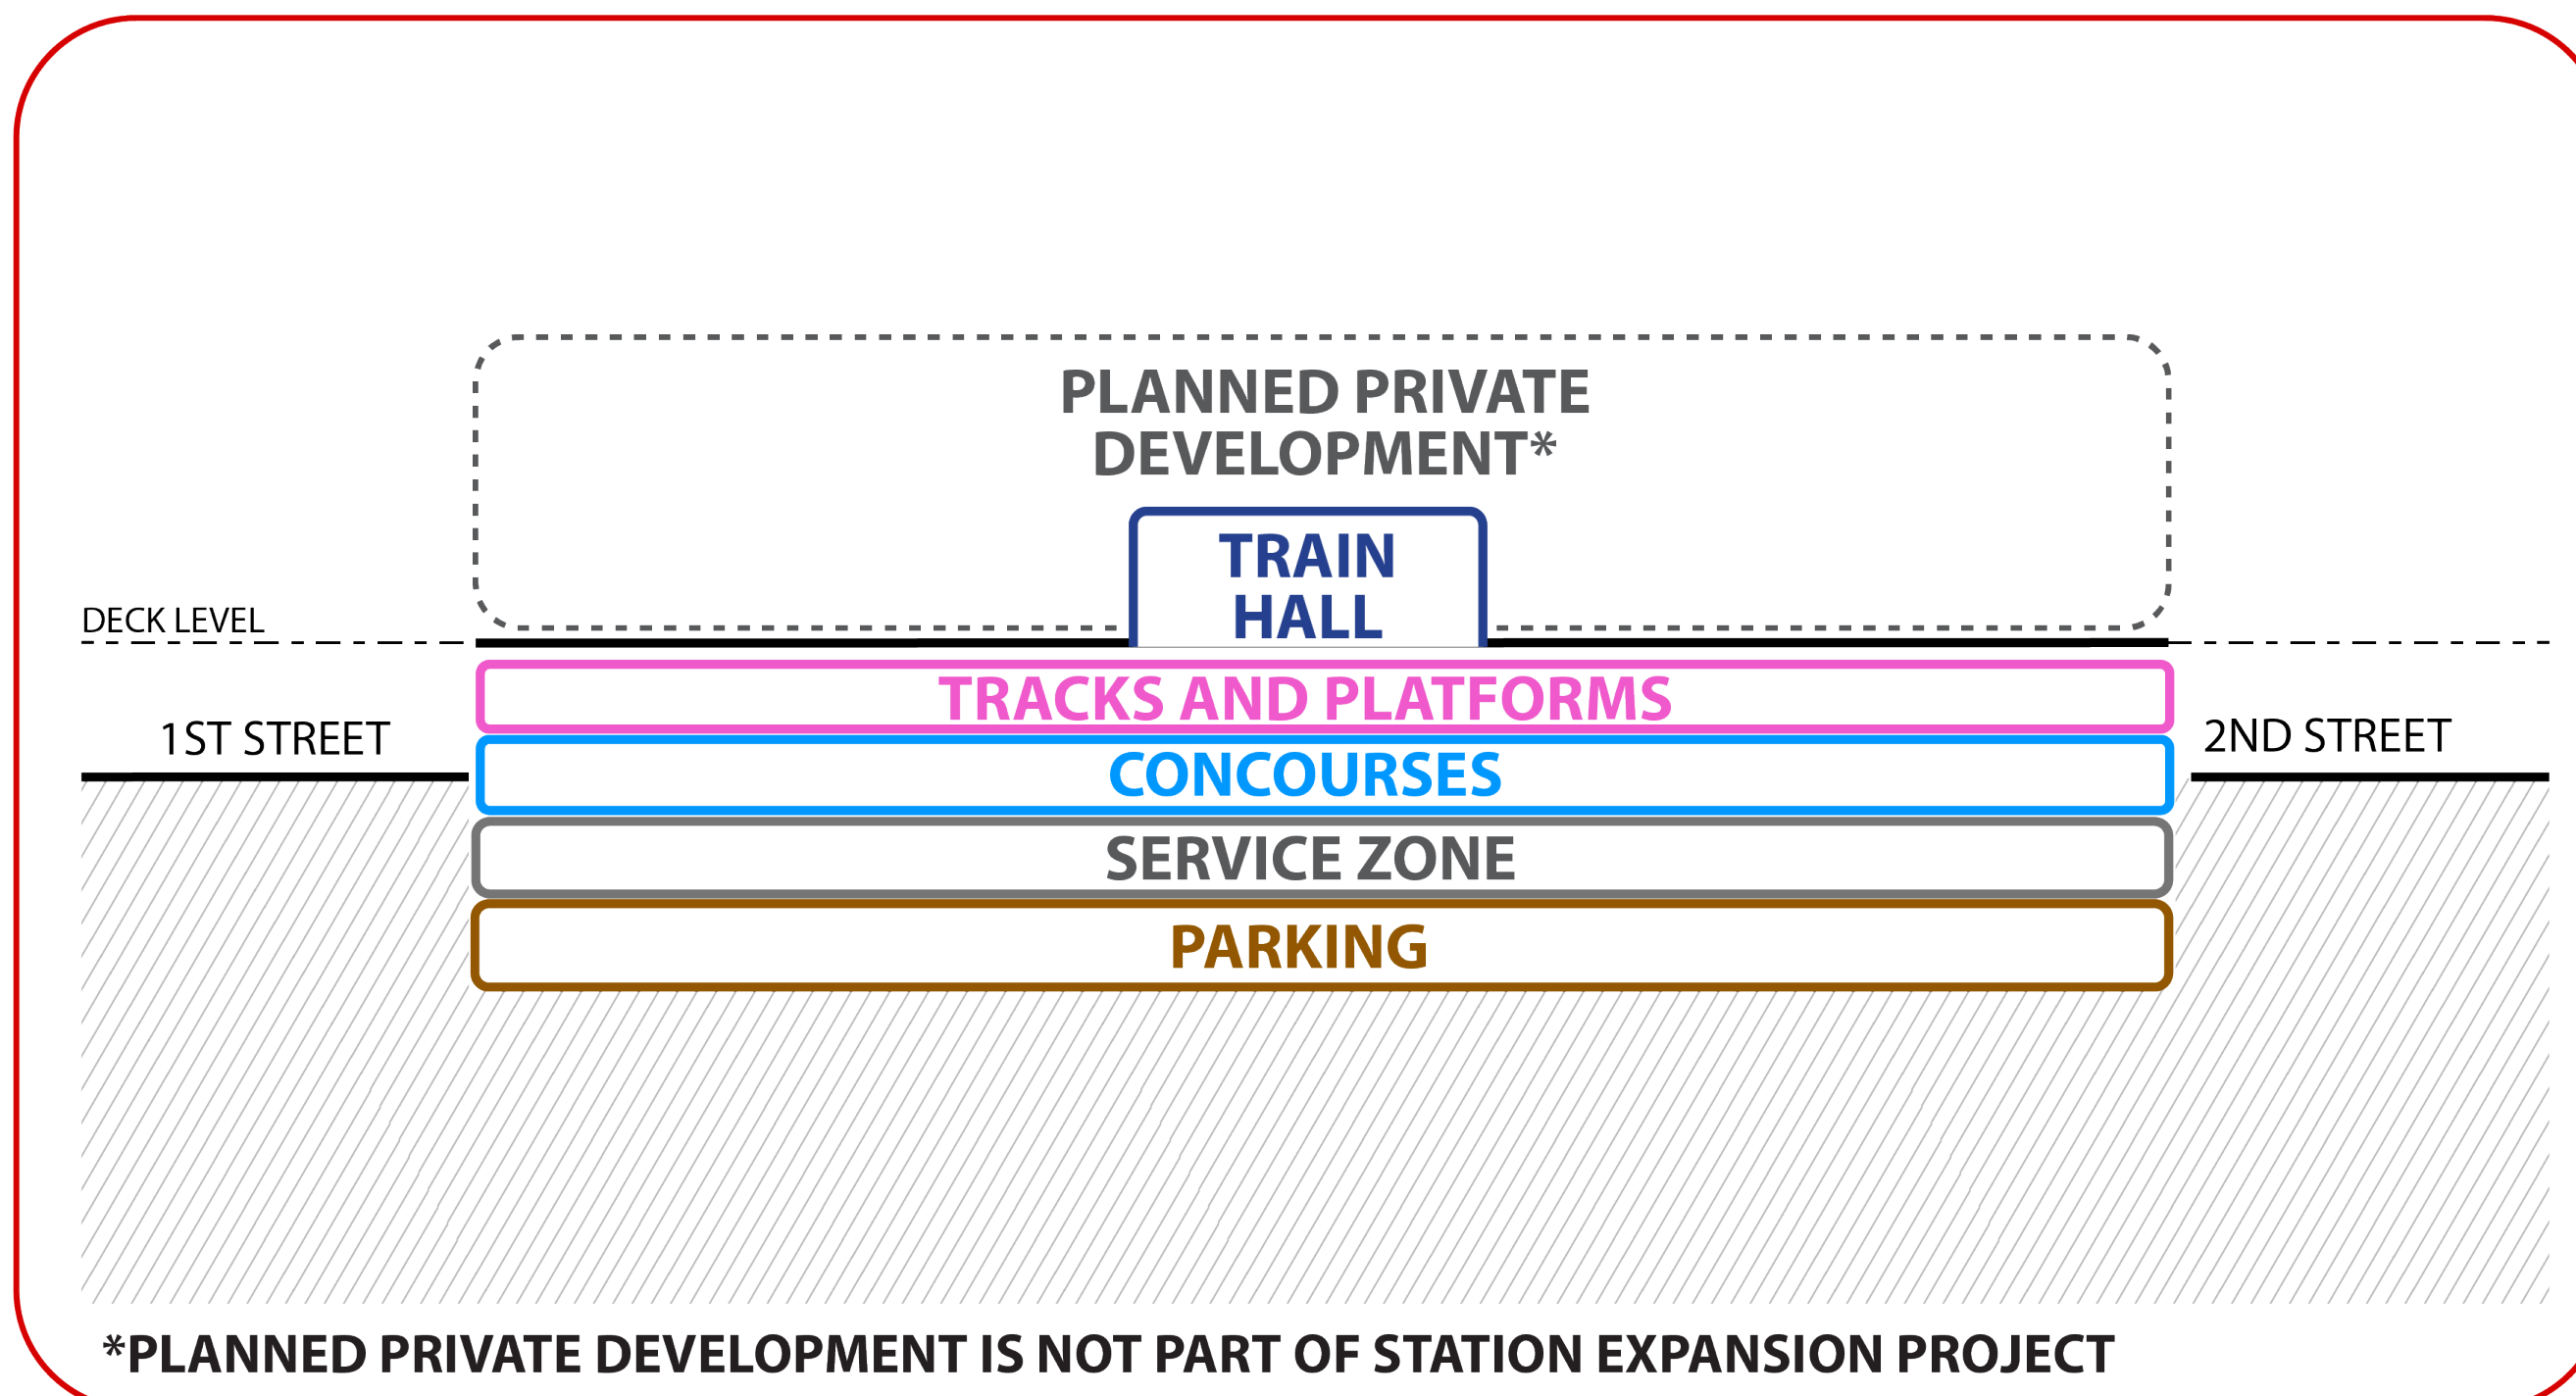 PLANNED PRIVATE
DEVELOPMENT*
TRAIN
HALL
DECK LEVEL
TRACKS AND PLATFORMS
1ST STREET
2ND STREET
CONCOURSES
SERVICE ZONE
PARKING
*PLANNED PRIVATE DEVELOPMENT IS NOT PART OF STATION EXPANSION PROJECT